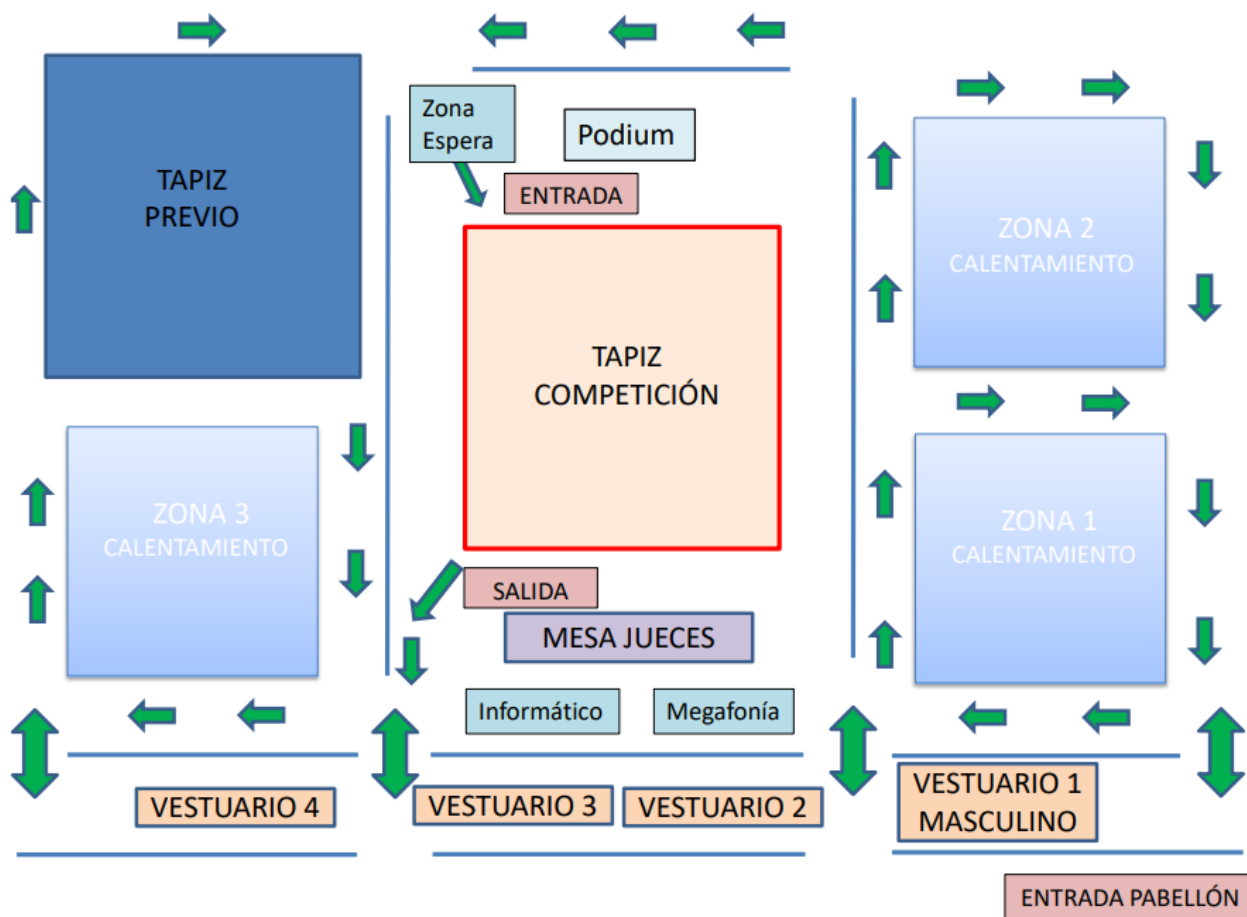 Zona
Espera
Podium
TAPIZ
PREVIO
ENTRADA
ZONA 2
CALENTAMIENTO
TAPIZ
COMPETICIÓN
ZONA 3
CALENTAMIENTO
ZONA 1
CALENTAMIENTO
SALIDA
MESA JUECES
Informático
Megafonía
VESTUARIO 4
VESTUARIO 3
VESTUARIO 2
VESTUARIO 1
MASCULINO
ENTRADA PABELLÓN